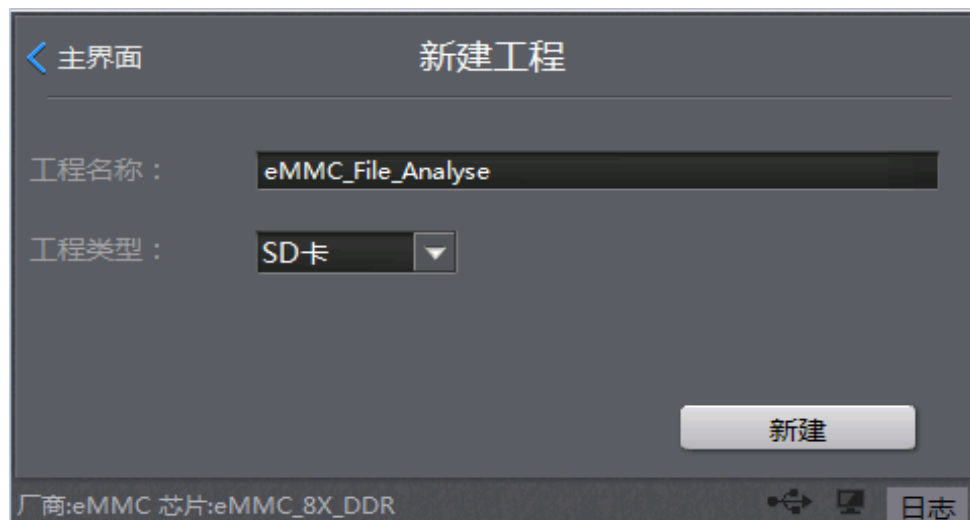 主界面
新建工程
工程名称：
eMMC_File_Analyse
工程类型：
SD卡
新建
厂商:eMMC 芯片:eMMC_8X_DDR
日志